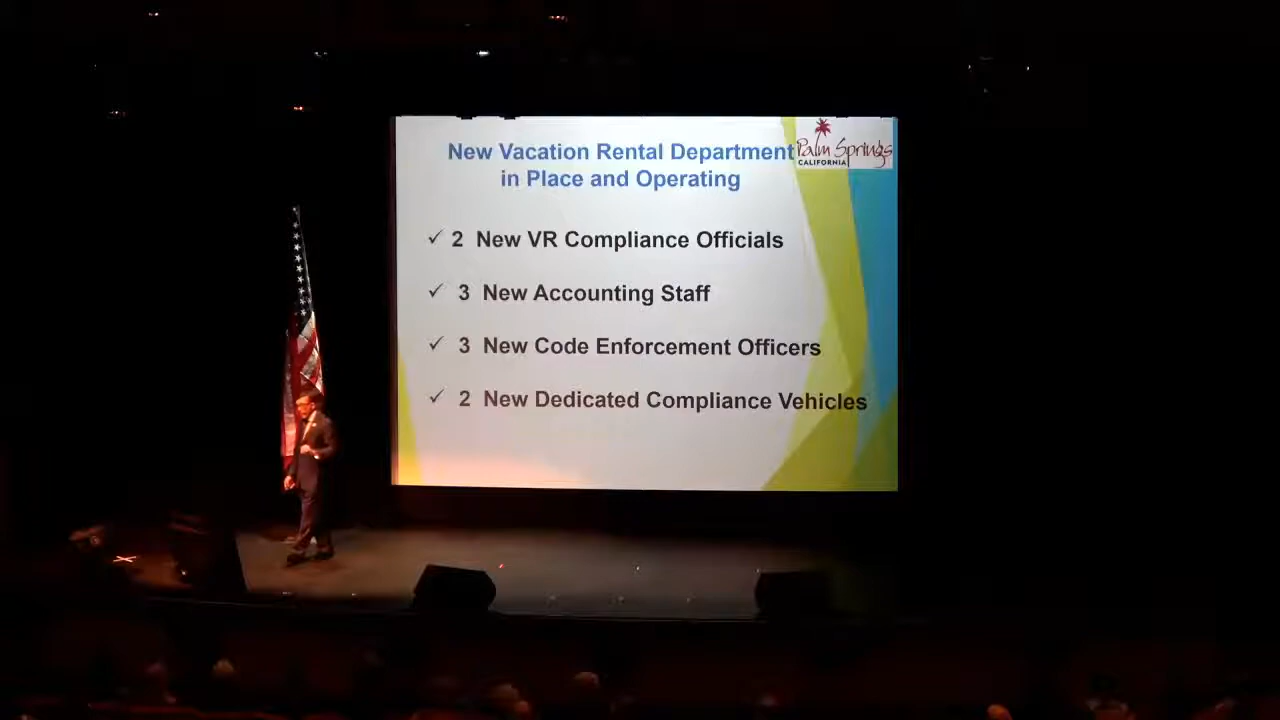 New Vacation Rental Department
in Place and Operating
Palm Springs
CALIFORNIA
✓ 2 New VR Compliance Officials
✓ 3 New Accounting Staff
✓ 3 New Code Enforcement Officers
✓ 2 New Dedicated Compliance Vehicles